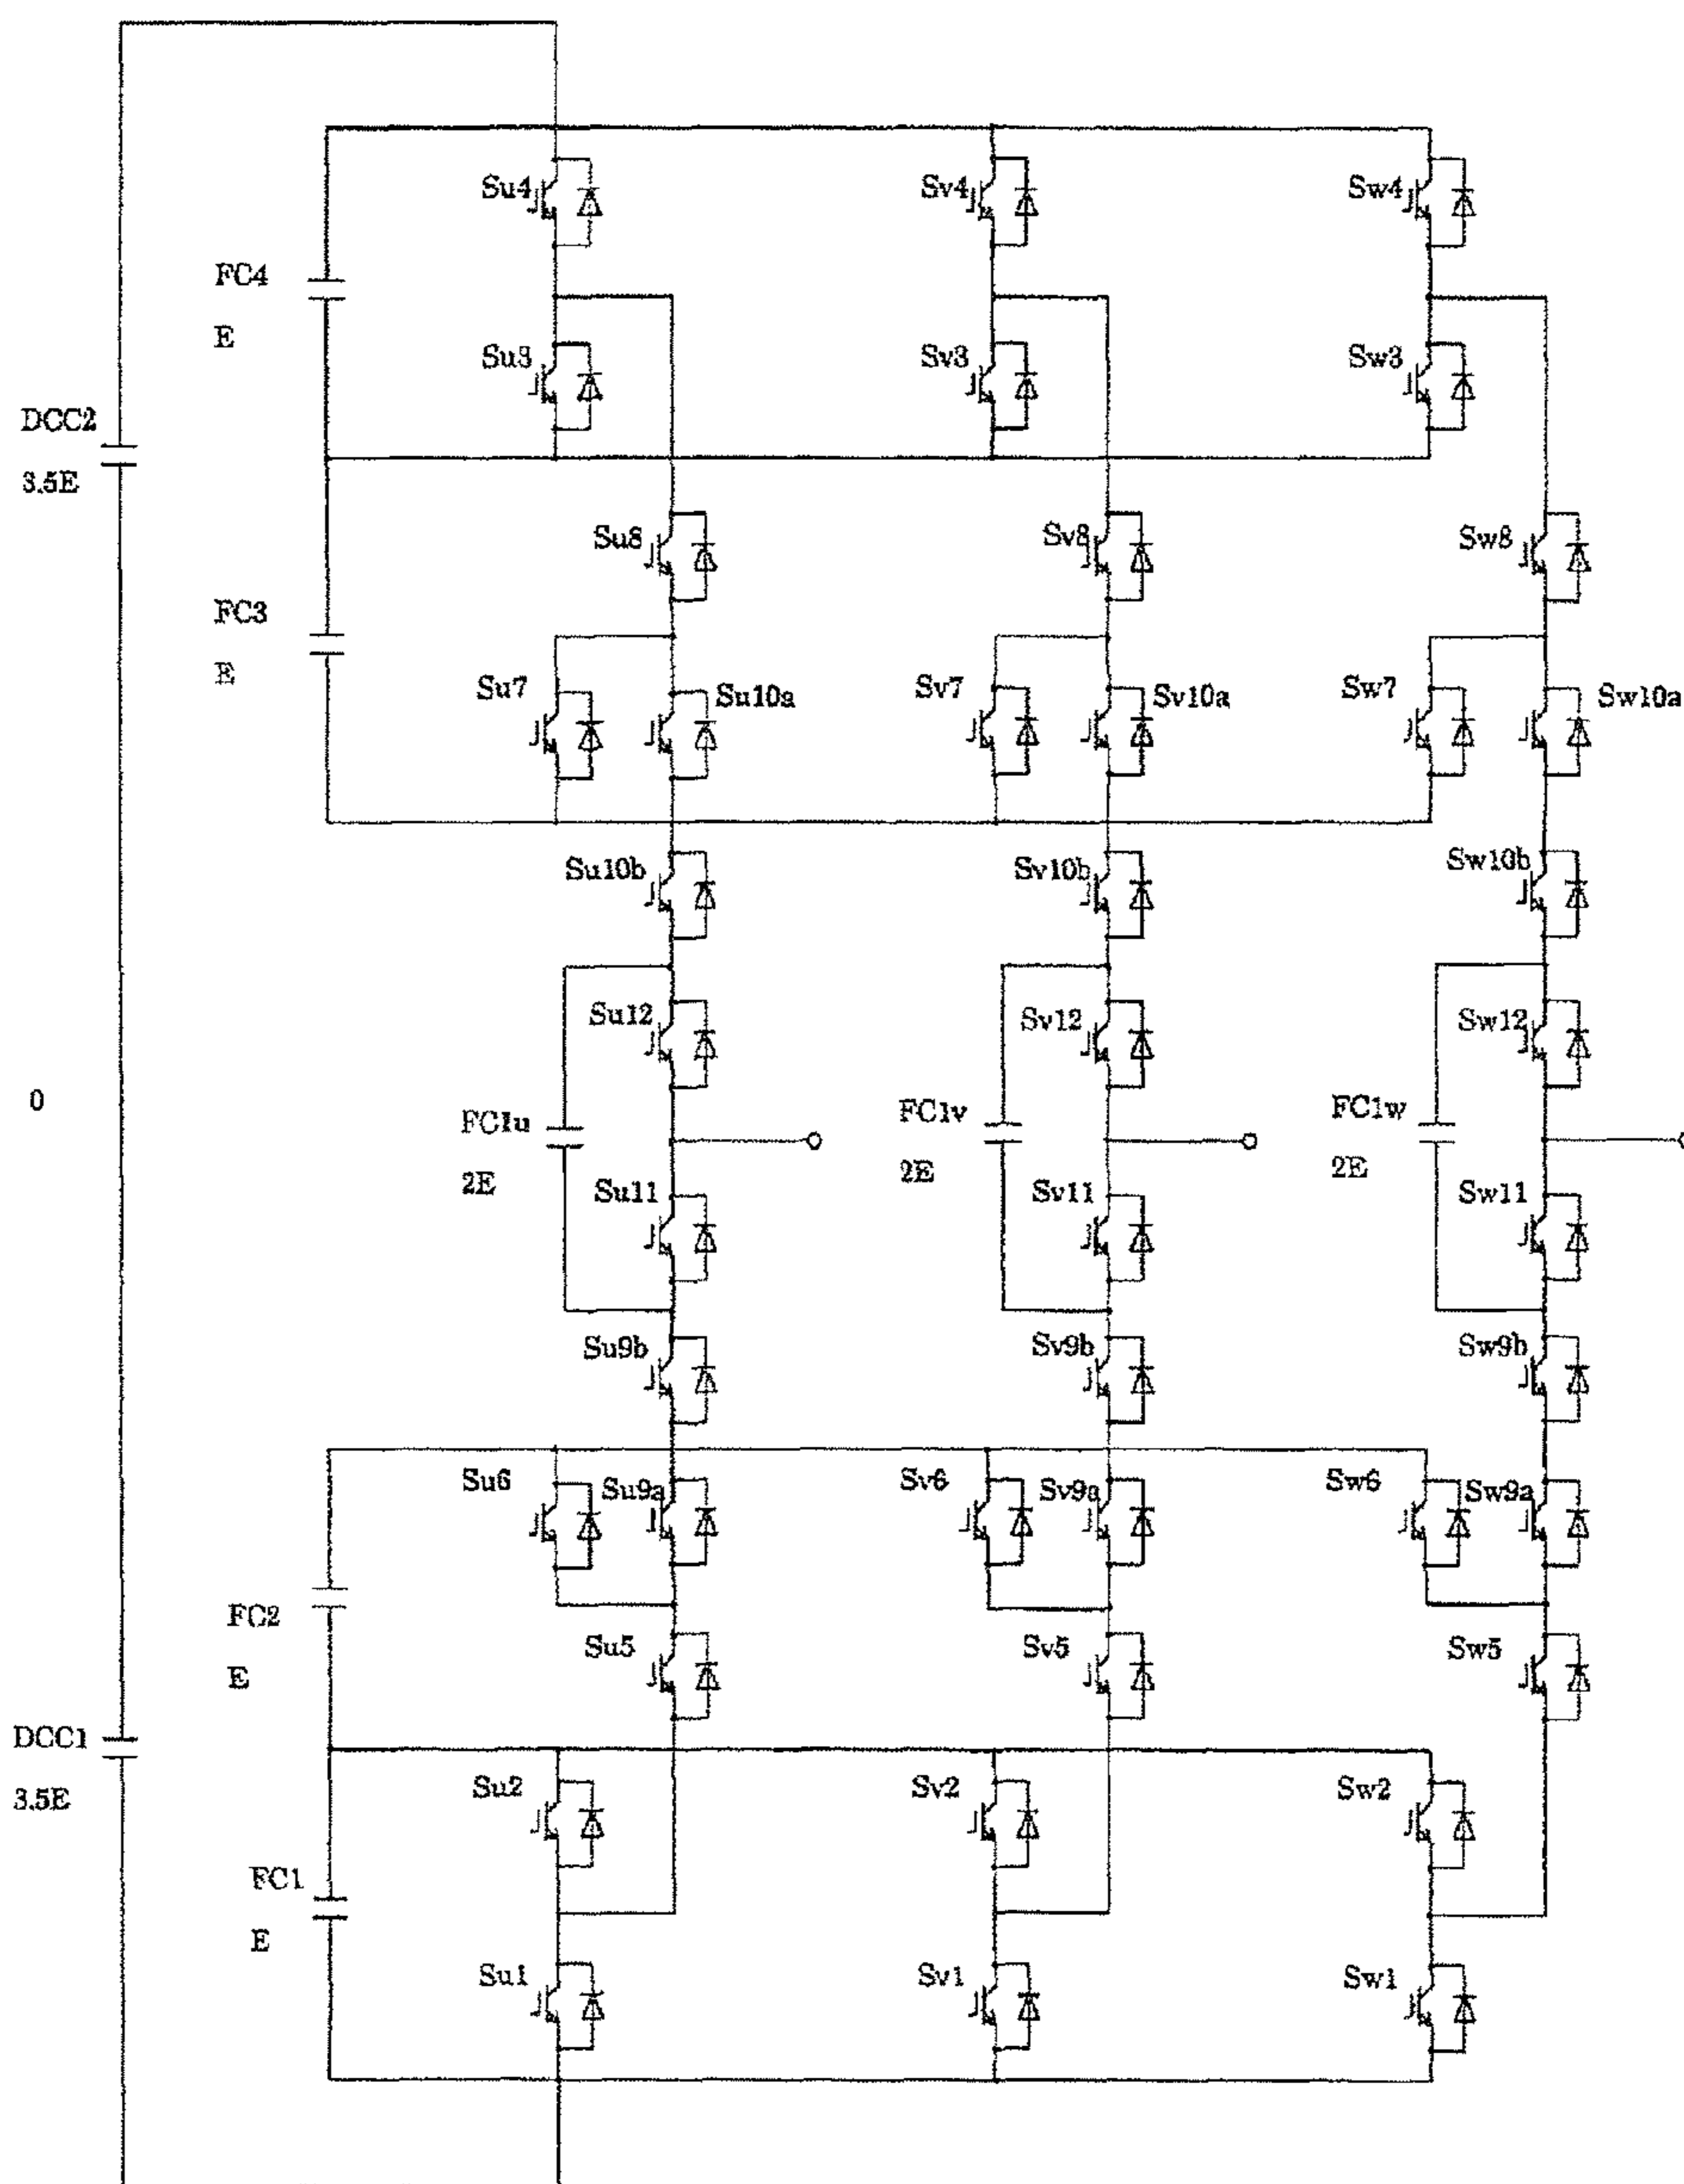 Su4
Sv4
Sw4
FC4
E
Su3
Sv3
Sw3
DCC2
3.5E
Su8
Sv8
Sw8
FC3
E
Su7
Su10a
Sv7
Sv10a
Sw7
Sw10a
Su10b
Sv10b
Sw10b
Su12
Sv12
Sw12
0
FC1u
2E
FC1v
2E
FC1w
2E
Su11
Sv11
Sw11
Su9b
Sv9b
Sw9b
Su6
Su9a
Sv6
Sv9a
Sw6
Sw9a
FC2
E
Su5
Sv5
Sw5
DCC1
3.5E
Su2
Sv2
Sw2
FC1
E
Su1
Sv1
Sw1